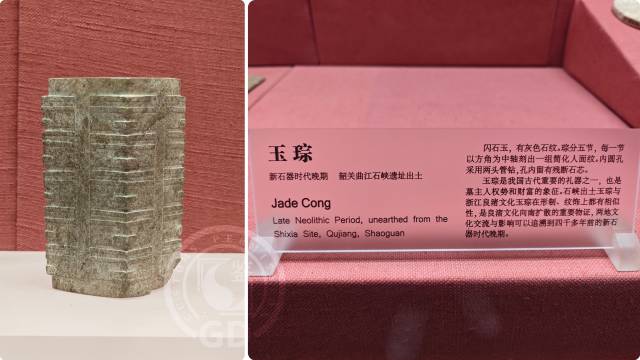 玉琮
新石器时代晚期 韶关曲江石峡遗址出土
Jade Cong
Late Neolithic Period, unearthed from the
Shixia Site, Qujiang, Shaoguan
闪石玉，有灰色石纹。琮分五节，每一节
以方角为中轴刻出一组简化人面纹。内圆孔
采用两头管钻，孔内留有残断石芯。
玉琮是我国古代重要的礼器之一，也是
墓主人权势和财富的象征。石峡出土玉琮与
浙江良渚文化玉琮在形制、纹饰上都有相似
性，是良渚文化向南扩散的重要物证，两地文
化交流与影响可以追溯到四千多年前的新石
器时代晚期。